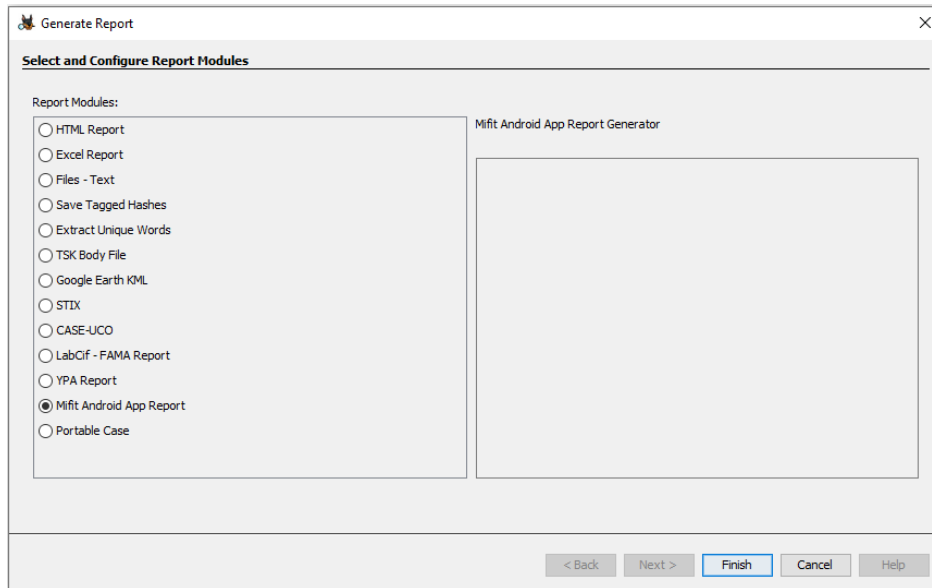 Generate Report
Select and Configure Report Modules
Report Modules:
HTML Report
Excel Report
Files - Text
Save Tagged Hashes
Extract Unique Words
TSK Body File
Google Earth KML
STIX
CASE-UCO
LabCif - FAMA Report
YPA Report
Mifit Android App Report
Portable Case
Mifit Android App Report Generator
< Back Next > Finish Cancel Help